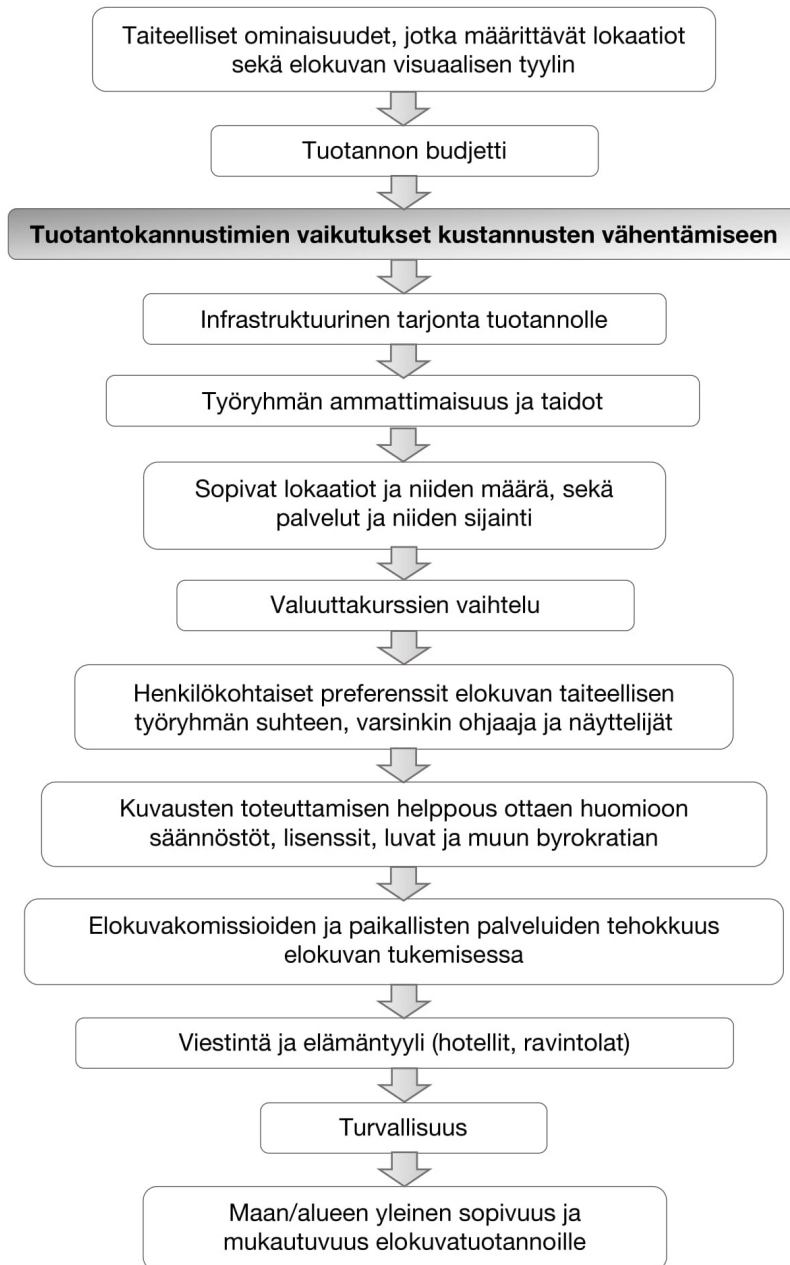 Taiteelliset ominaisuudet, jotka määrittävät lokaatiot
sekä elokuvan visuaalisen tyylin
Tuotannon budjetti
Tuotantokannustimien vaikutukset kustannusten vähentämiseen
Infrastruktuurinen tarjonta tuotannolle
Työryhmän ammattimaisuus ja taidot
Sopivat lokaatiot ja niiden määrä, sekä
palvelut ja niiden sijainti
Valuuttakurssien vaihtelu
Henkilökohtaiset preferenssit elokuvan taiteellisen
työryhmän suhteen, varsinkin ohjaaja ja näyttelijät
Kuvausten toteuttamisen helppous ottaen huomioon
säännöstöt, lisenssit, luvat ja muun byrokratian
Elokuvakomissioiden ja paikallisten palveluiden tehokkuus
elokuvan tukemisessa
Viestintä ja elämäntyyli (hotellit, ravintolat)
Turvallisuus
Maan/alueen yleinen sopivuus ja
mukautuvuus elokuvatuotannoille